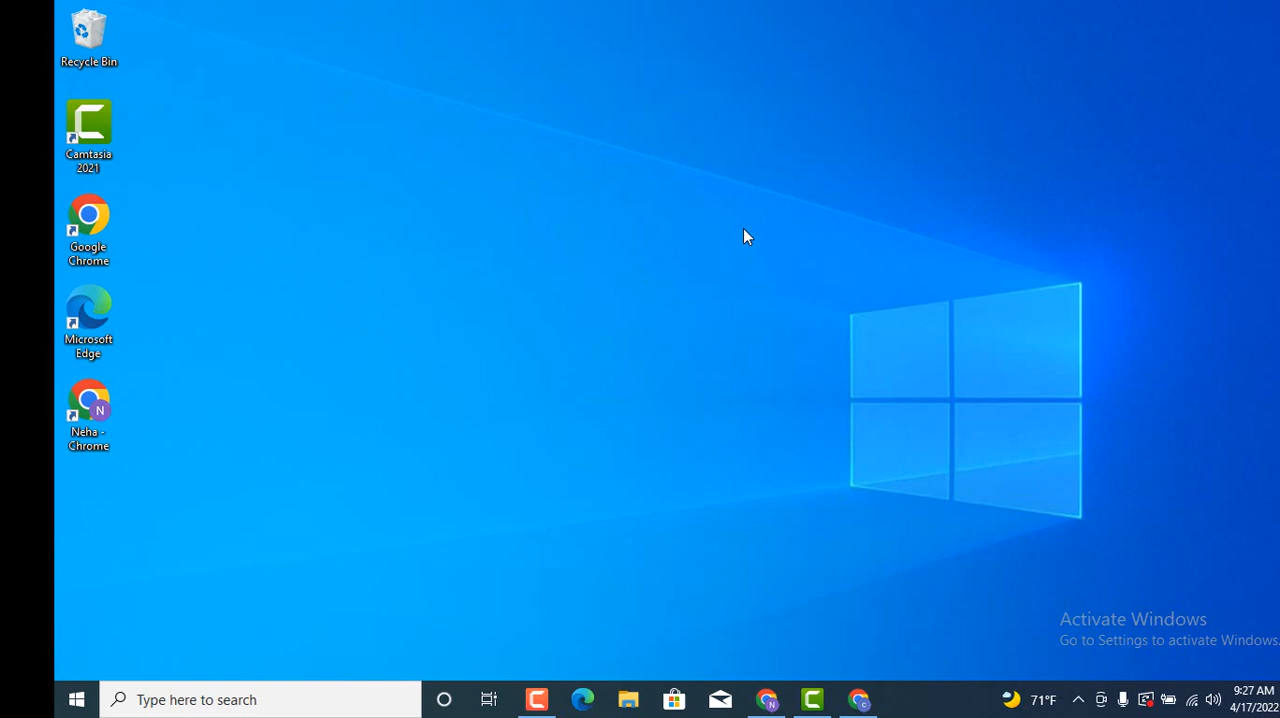 Recycle Bin
Camtasia
2021
Google
Chrome
Microsoft
Edge
N
Neha -
Chrome
Activate Windows
Go to Settings to activate Windows.
Type here to search
N
C
71°F
9:27 AM
4/17/2022